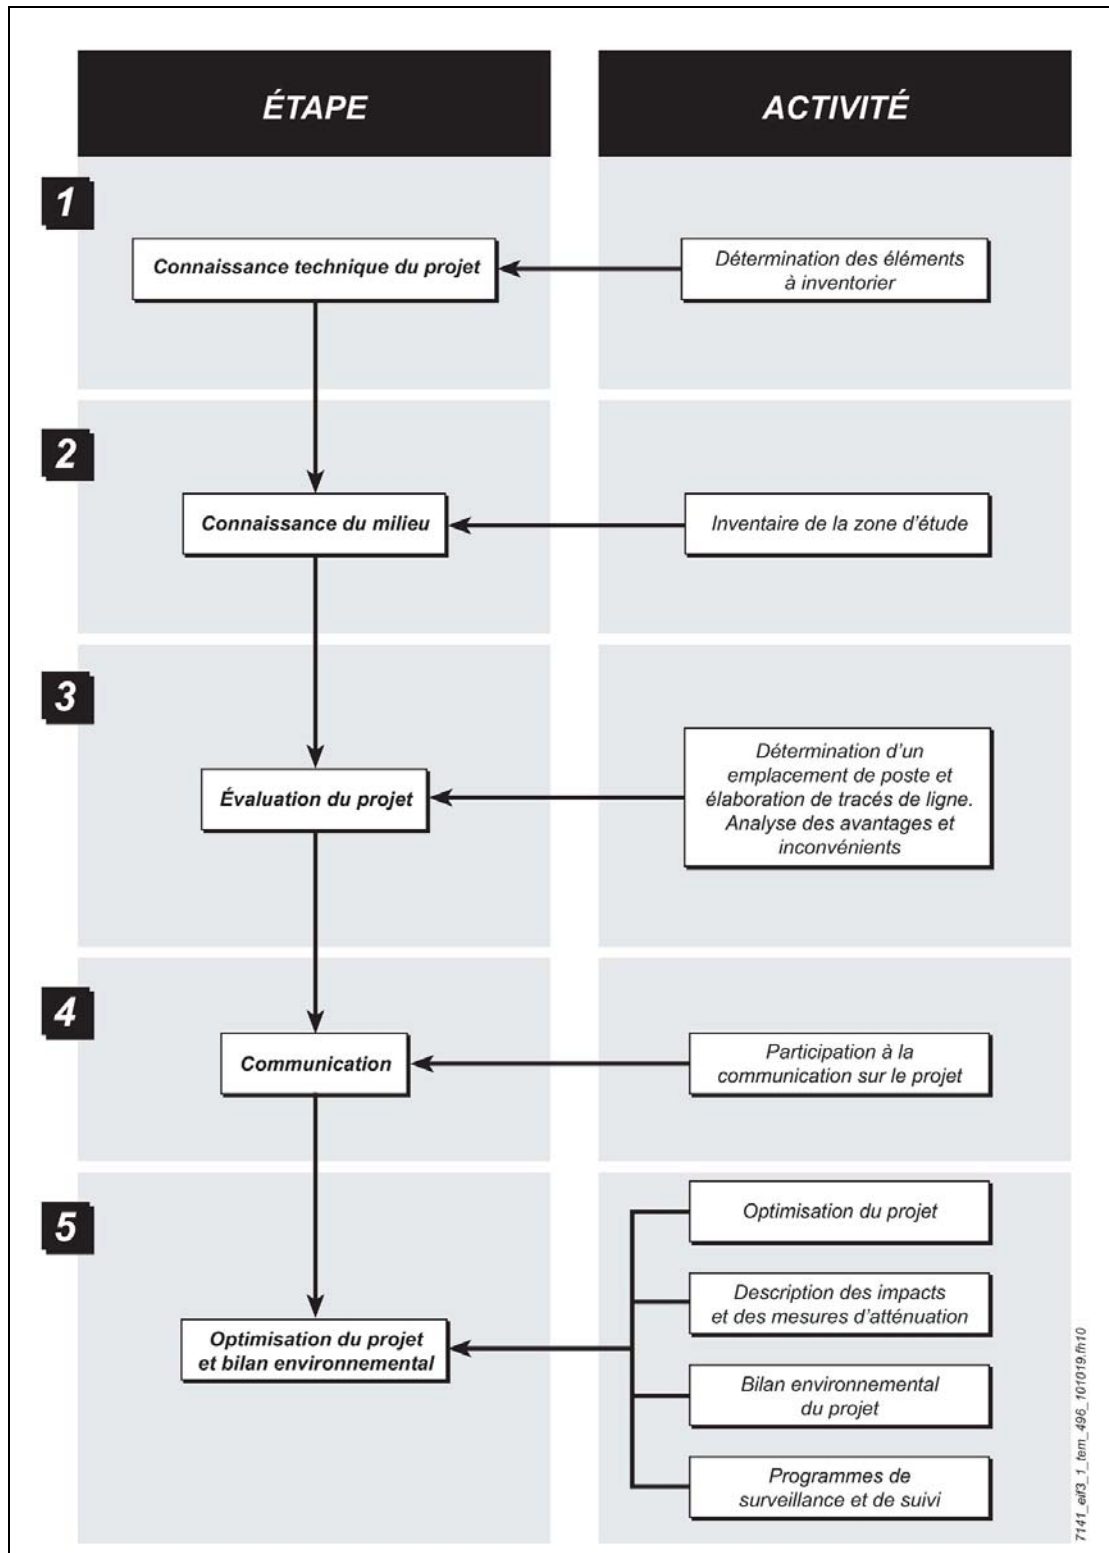 ÉTAPE
ACTIVITÉ
1
Connaissance technique du projet
Détermination des éléments
à inventorier
2
Connaissance du milieu
Inventaire de la zone d'étude
3
Évaluation du projet
Détermination d'un
emplacement de poste et
élaboration de tracés de ligne.
Analyse des avantages et
inconvénients
4
Communication
Participation à la
communication sur le projet
5
Optimisation du projet
et bilan environnemental
Optimisation du projet
Description des impacts
et des mesures d'atténuation
Bilan environnemental
du projet
Programmes de
surveillance et de suivi
7141_eif3_1_fem_496_101019.fh10